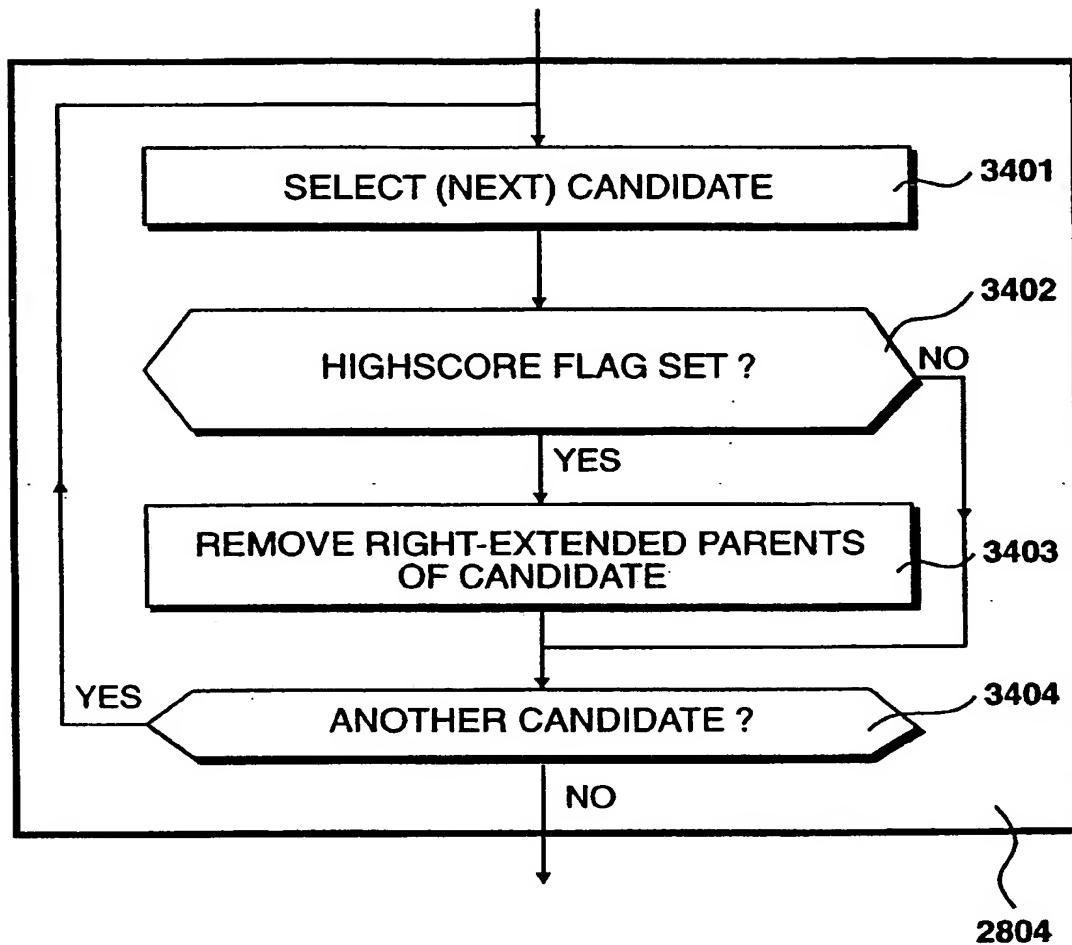 SELECT (NEXT) CANDIDATE
3401
3402
HIGHSCORE FLAG SET ?
NO
YES
REMOVE RIGHT-EXTENDED PARENTS
OF CANDIDATE
3403
YES
ANOTHER CANDIDATE ?
3404
NO
2804